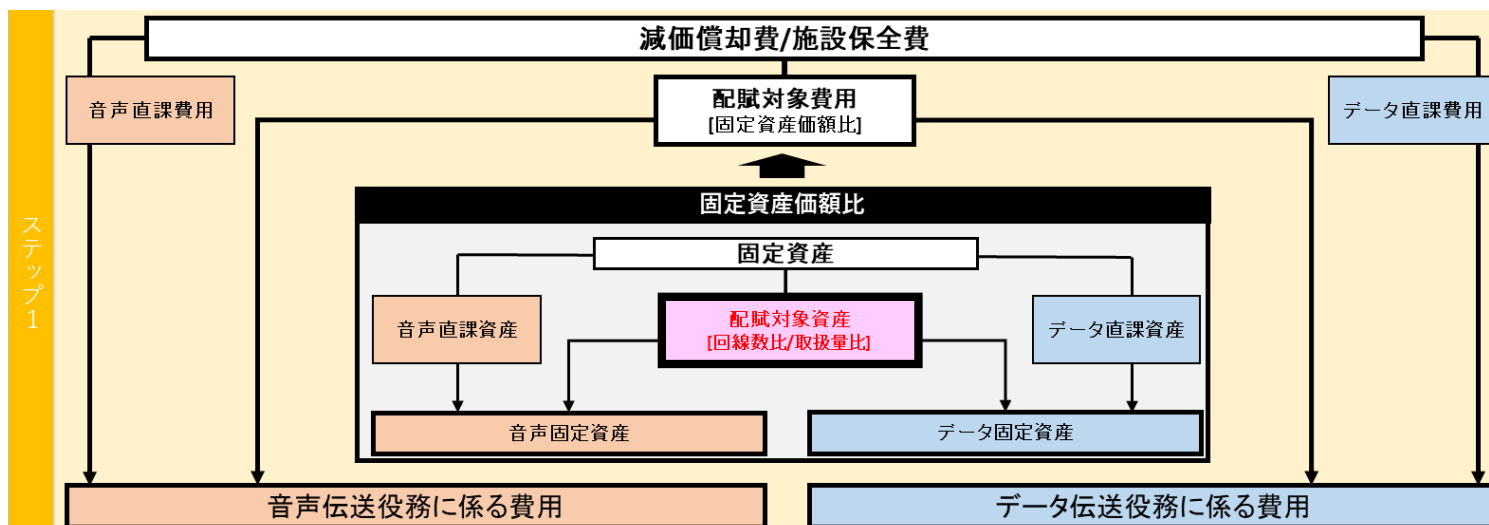 ステップ1
減価償却費/施設保全費
音声直課費用
配賦対象費用
[固定資産価額比]
データ直課費用
固定資産価額比
固定資産
音声直課資産
配賦対象資産
[回線数比/取扱量比]
データ直課資産
音声固定資産
データ固定資産
音声伝送役務に係る費用
データ伝送役務に係る費用